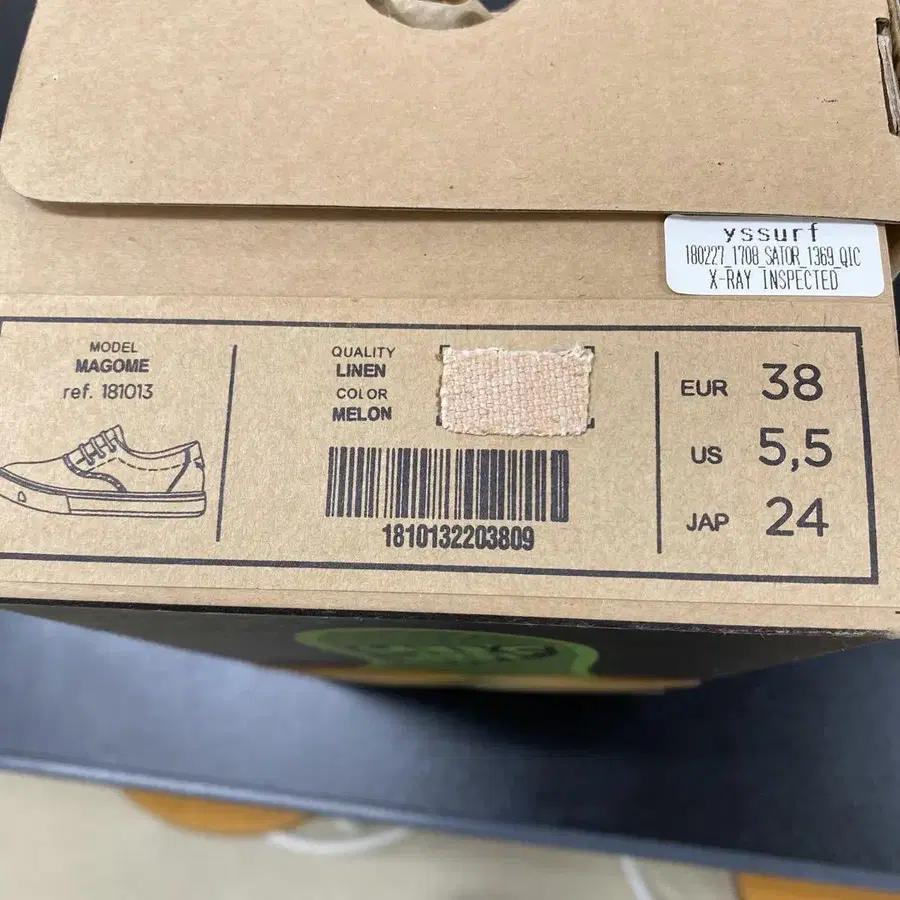 yssurf
180227_1708_SATOR_1369_QIC
X-RAY INSPECTED
MODEL
MAGOME
ref. 181013
QUALITY
LINEN
COLOR
MELON
1810132203809
EUR 38
US 5,5
JAP 24